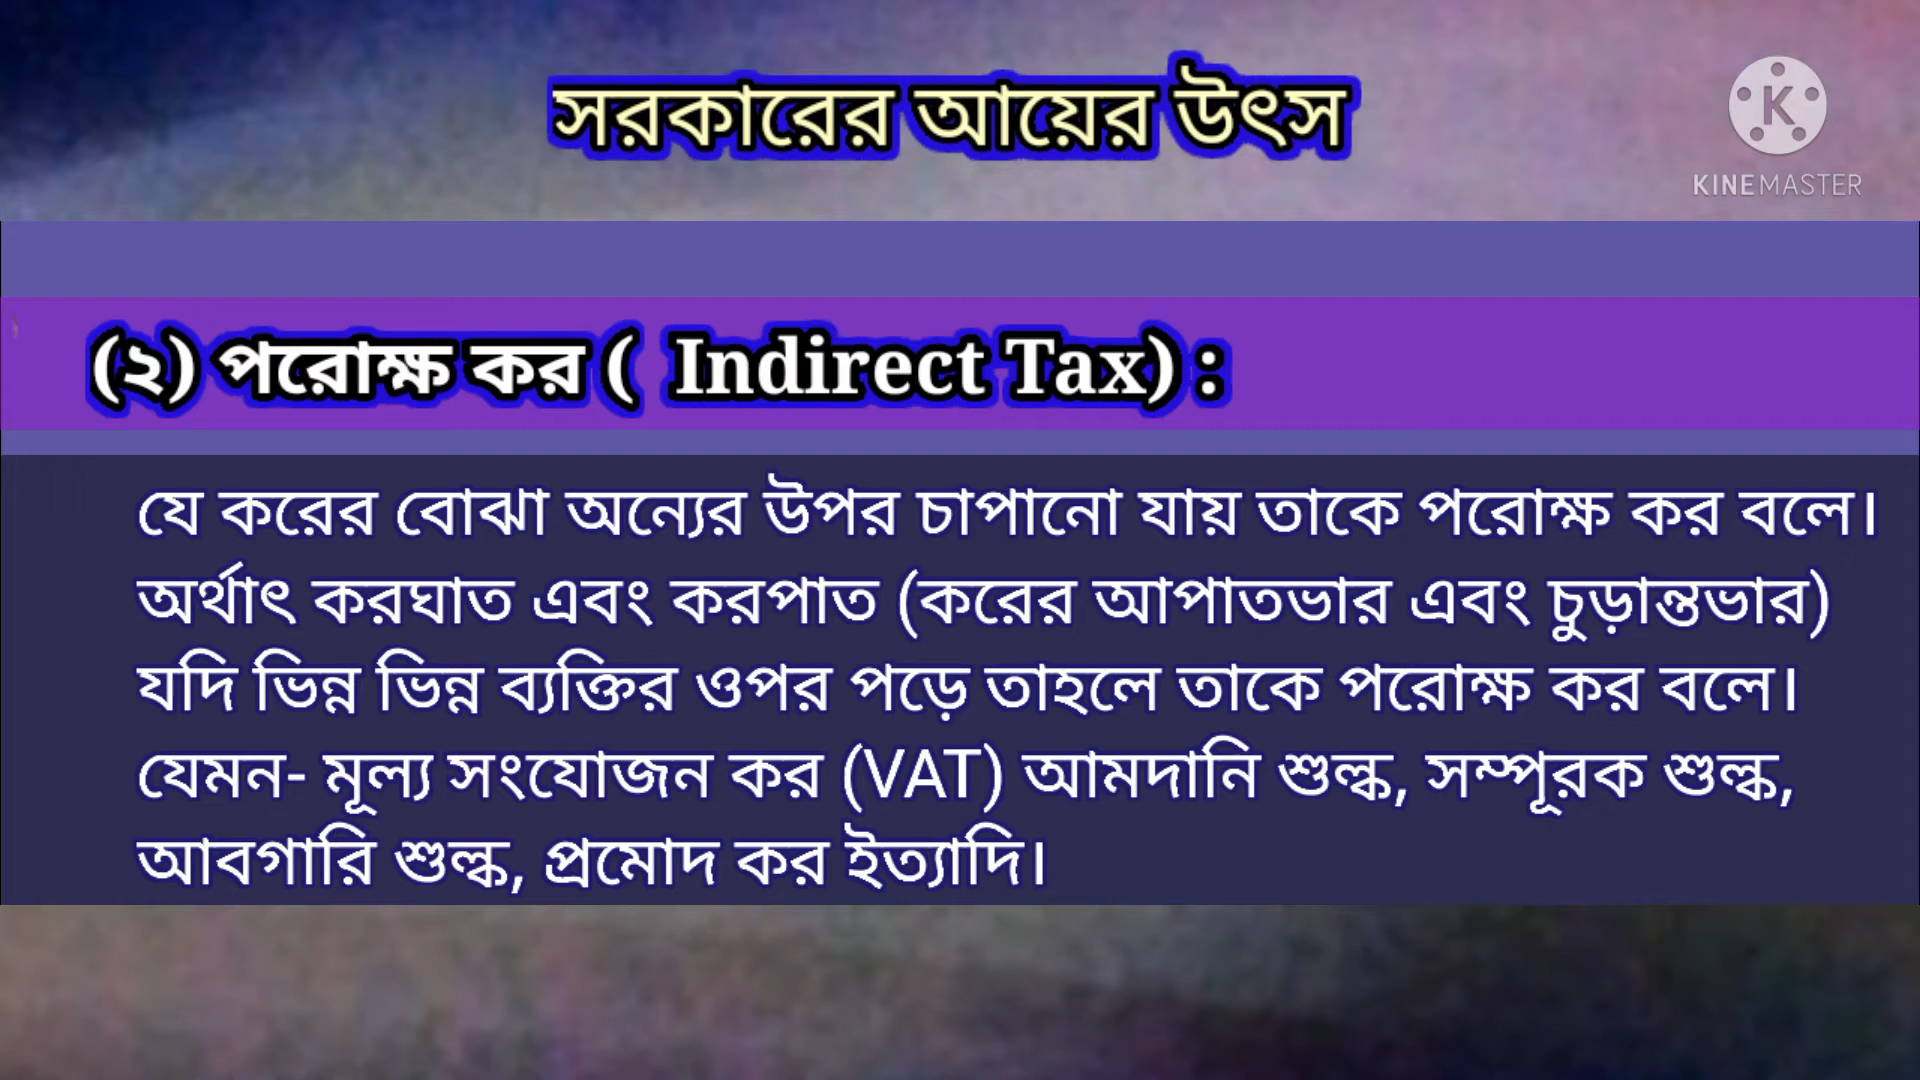 সরকারের আয়ের উৎস
K
KINEMASTER
(২) পরোক্ষ কর ( Indirect Tax) :
যে করের বোঝা অন্যের উপর চাপানো যায় তাকে পরোক্ষ কর বলে।
অর্থাৎ করঘাত এবং করপাত (করের আপাতভার এবং চুড়ান্তভার)
যদি ভিন্ন ভিন্ন ব্যক্তির ওপর পড়ে তাহলে তাকে পরোক্ষ কর বলে।
যেমন- মূল্য সংযোজন কর (VAT) আমদানি শুল্ক, সম্পূরক শুল্ক,
আবগারি শুল্ক, প্রমোদ কর ইত্যাদি।